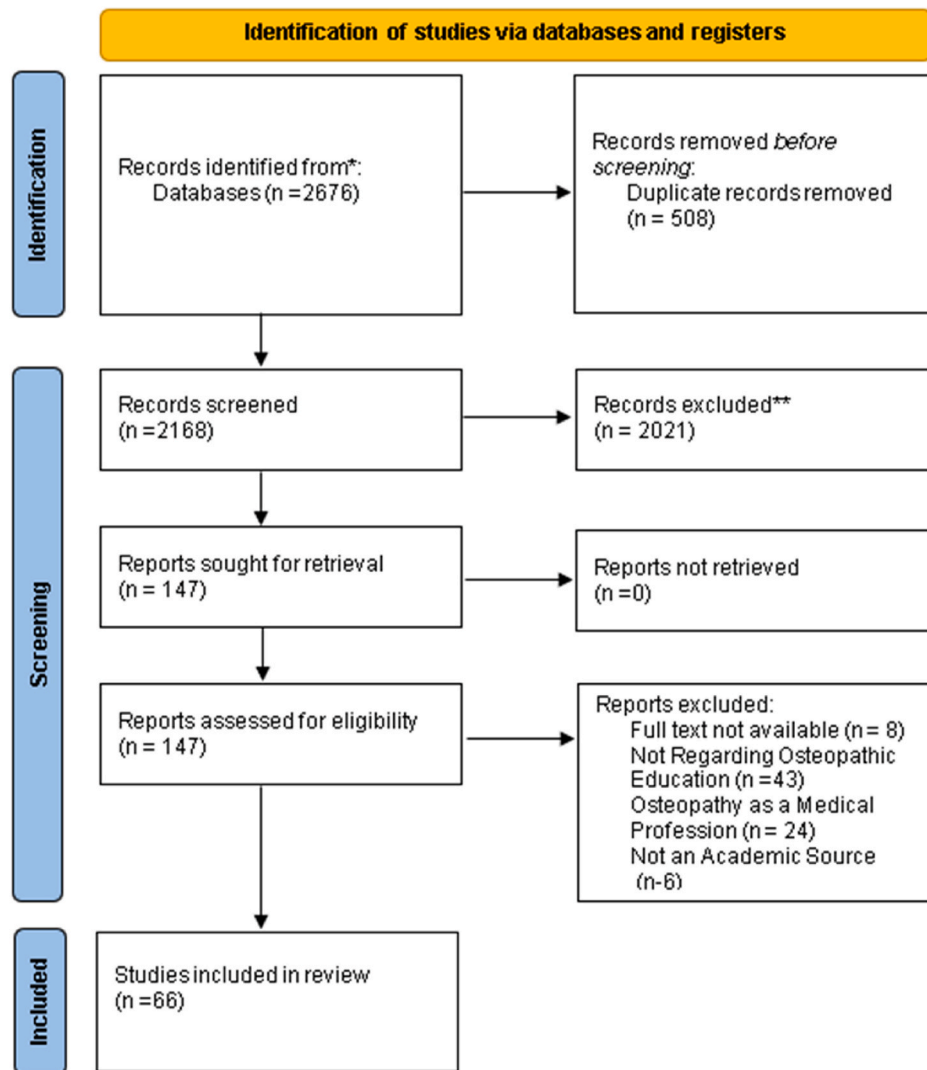 Identification of studies via databases and registers
Identification
Records identified from*:
Databases (n =2676)
Records removed before
screening:
Duplicate records removed
(n = 508)
Screening
Records screened
(n =2168)
Records excluded**
(n = 2021)
Reports sought for retrieval
(n = 147)
Reports not retrieved
(n =0)
Reports assessed for eligibility
(n = 147)
Reports excluded:
Full text not available (n= 8)
Not Regarding Osteopathic
Education (n =43)
Osteopathy as a Medical
Profession (n= 24)
Not an Academic Source
(n-6)
Included
Studies included in review
(n =66)